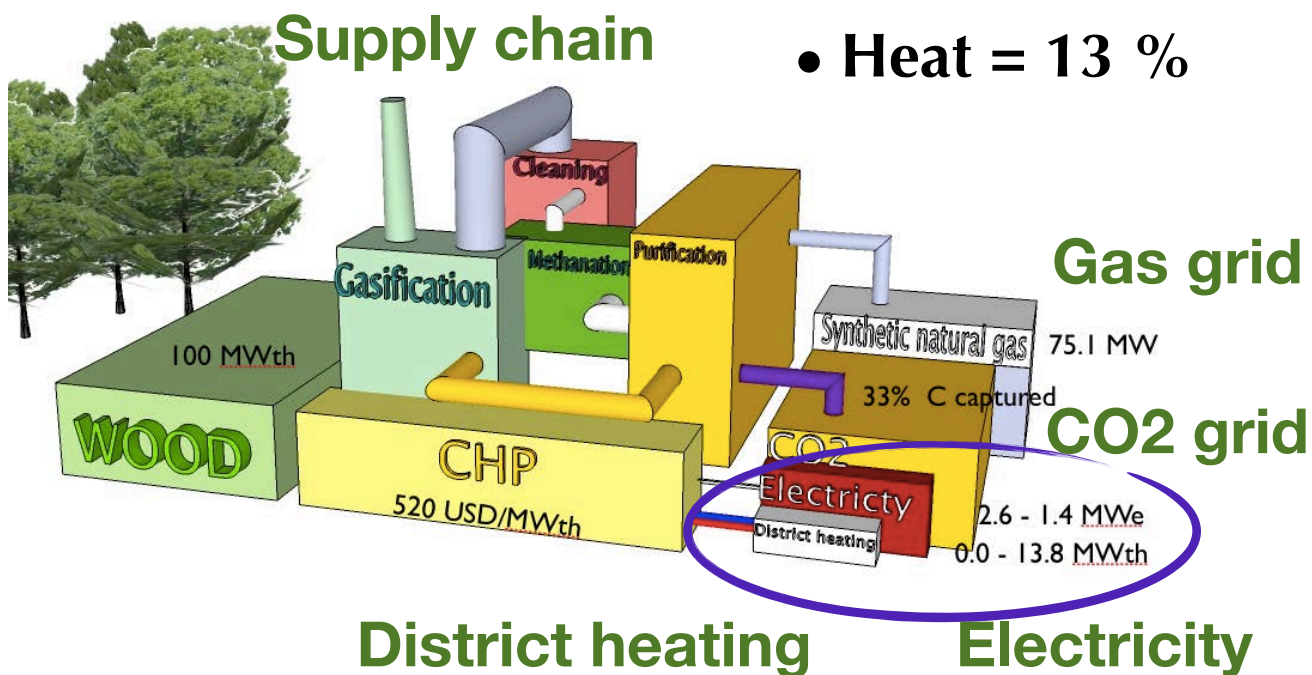 Supply chain
• Heat = 13 %
Cleaning
Gasification
Methanation
Purification
Gas grid
Synthetic natural gas
75.1 MW
100 MWth
33% C captured
WOOD
CHP
CO2
CO2 grid
520 USD/MWth
Electricty
2.6 - 1.4 MWe
District heating
0.0 - 13.8 MWth
District heating
Electricity